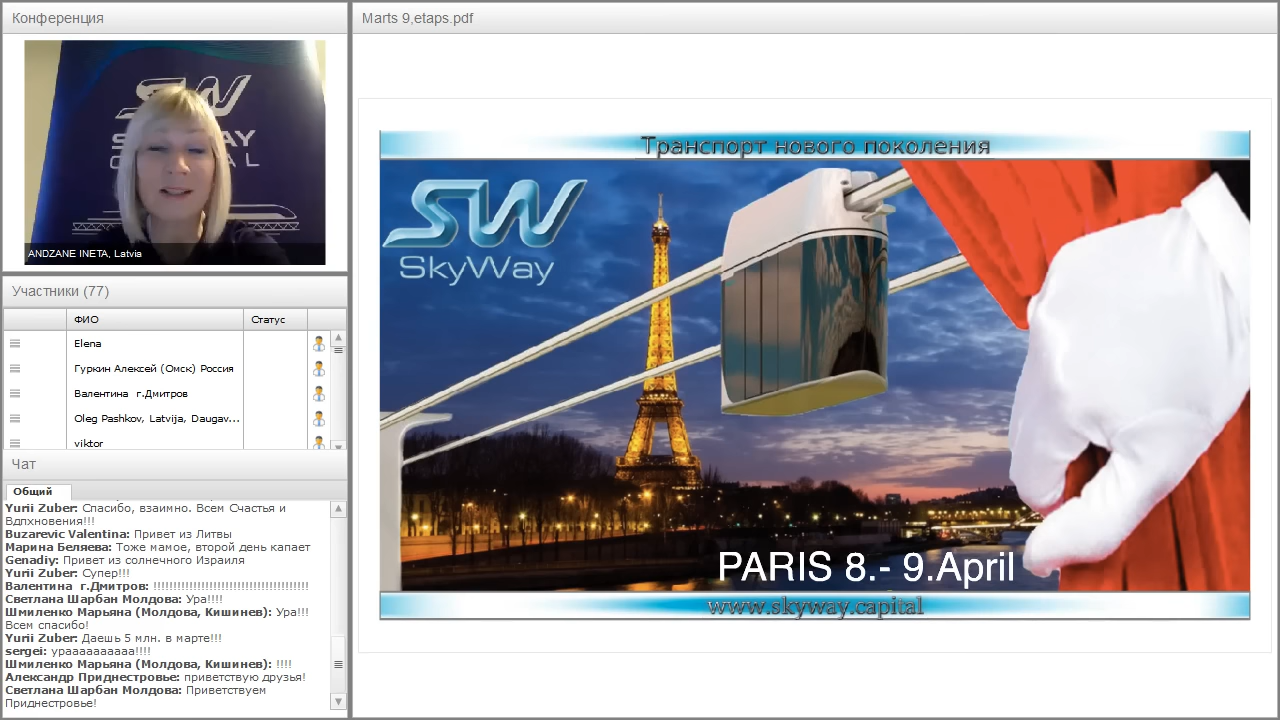 Конференция
SW
SKYWAY
CAPITAL
ANDZANE INETA, Latvia
Участники (77)
ФИО
Статус
Elena
Гуркин Алексей (Омск) Россия
Валентина г.Дмитров
Oleg Pashkov, Latvija, Daugav...
viktor
Чат
Общий
Yurii Zuber: Спасибо, взаимно. Всем Счастья и
Вдпхновения!!!
Buzarevic Valentina: Привет из Литвы
Марина Беляева: Тоже мамое, второй день капает
Genadiy: Привет из солнечного Израиля
Yurii Zuber: Супер!!!
Валентина г.Дмитров: !!!!!!!!!!!!!!!!!!!!!!!!!!!!!!!!!!!!!!!
Светлана Шарбан Молдова: Ура!!!!
Шмиленко Марьяна (Молдова, Кишинев): Ура!!!
Всем спасибо!
Yurii Zuber: Даешь 5 млн. в марте!!!
sergei: урааааааааа!!!!
Шмиленко Марьяна (Молдова, Кишинев): !!!!
Александр Приднестровье: приветствую друзья!
Светлана Шарбан Молдова: Приветствуем
Приднестровье!
Marts 9,etaps.pdf
Транспорт нового поколения
SW
SkyWay
PARIS 8.- 9.April
www.skyway.capital